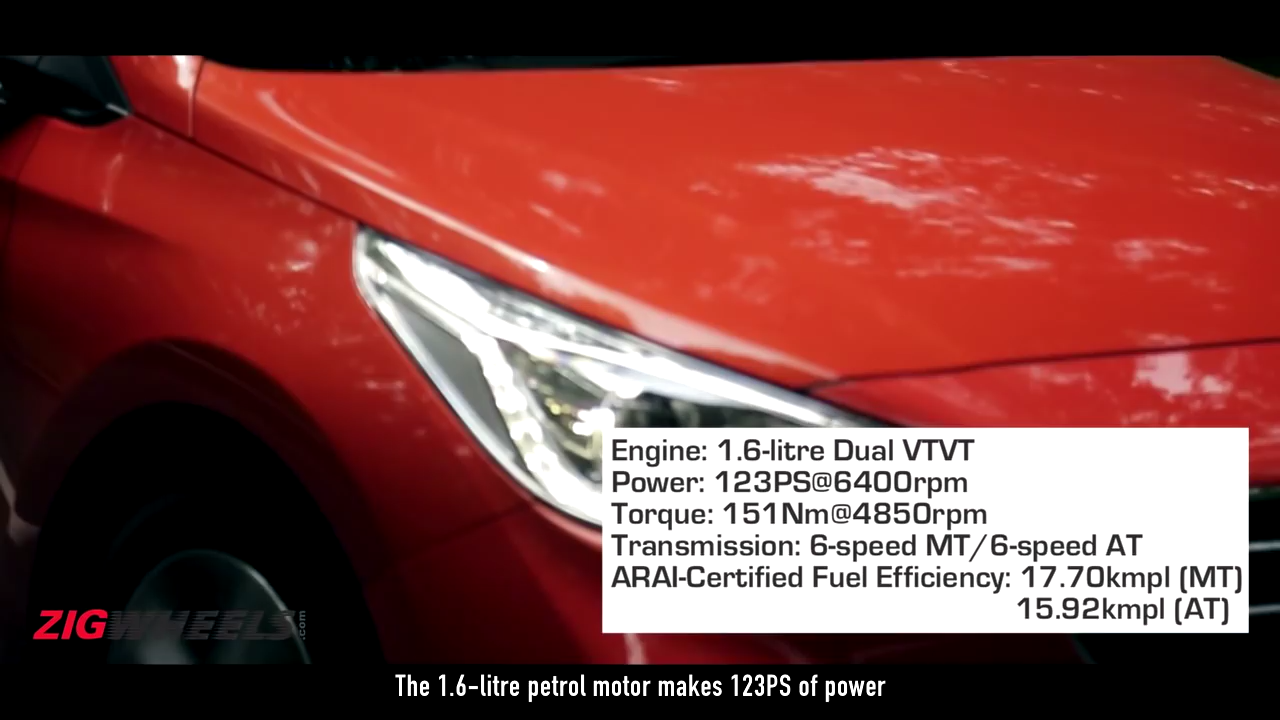 Engine: 1.6-litre Dual VTVT
Power: 123PS@6400rpm
Torque: 151Nm@4850rpm
Transmission: 6-speed MT/6-speed AT
ARAI-Certified Fuel Efficiency: 17.70kmpl (MT)
15.92kmpl (AT)
ZIGWHEELS.com
The 1.6-litre petrol motor makes 123PS of power